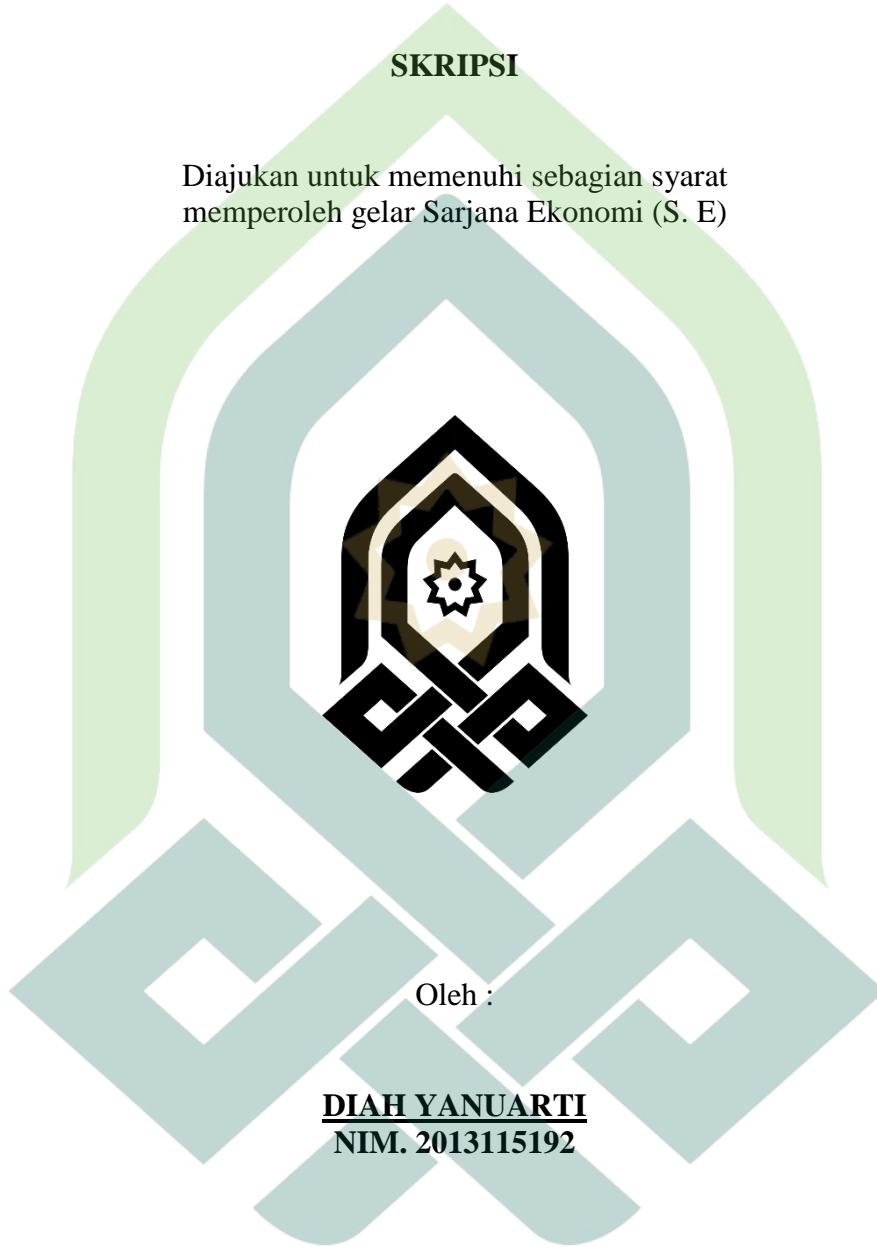 SKRIPSI
Diajukan untuk memenuhi sebagian syarat
memperoleh gelar Sarjana Ekonomi (S. E)
Oleh :
DIAH YANUARTI
NIM. 2013115192